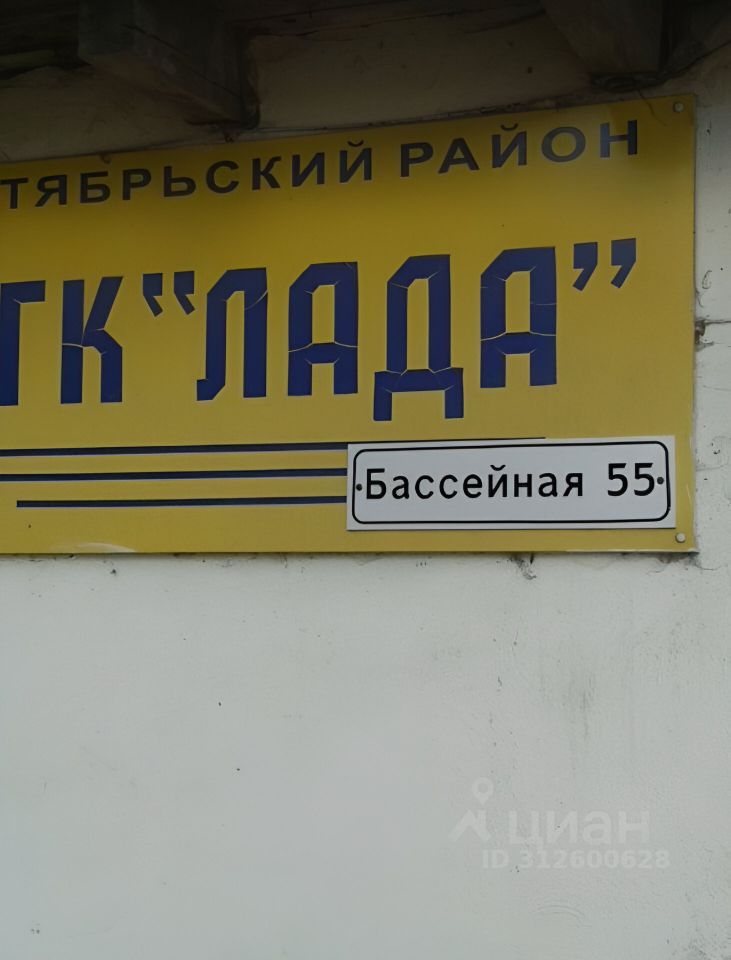 ТЯБРЬСКИЙ РАЙОН
ГК "ЛАДА"
Бассейная 55
циан
ID 312600628